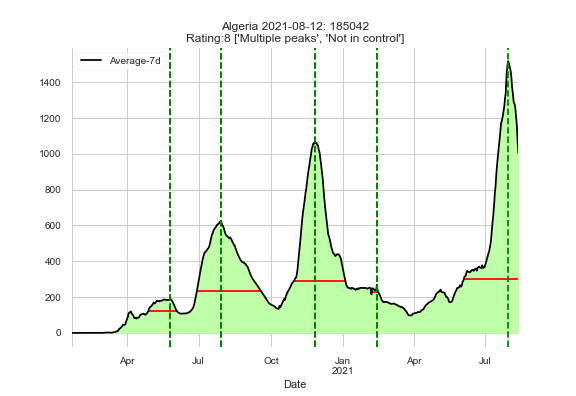 Algeria 2021-08-12: 185042
Rating:8 ['Multiple peaks', 'Not in control']
Average-7d
1400
1200
1000
800
600
400
200
0
Apr Jul Oct Jan Apr Jul
2021
Date